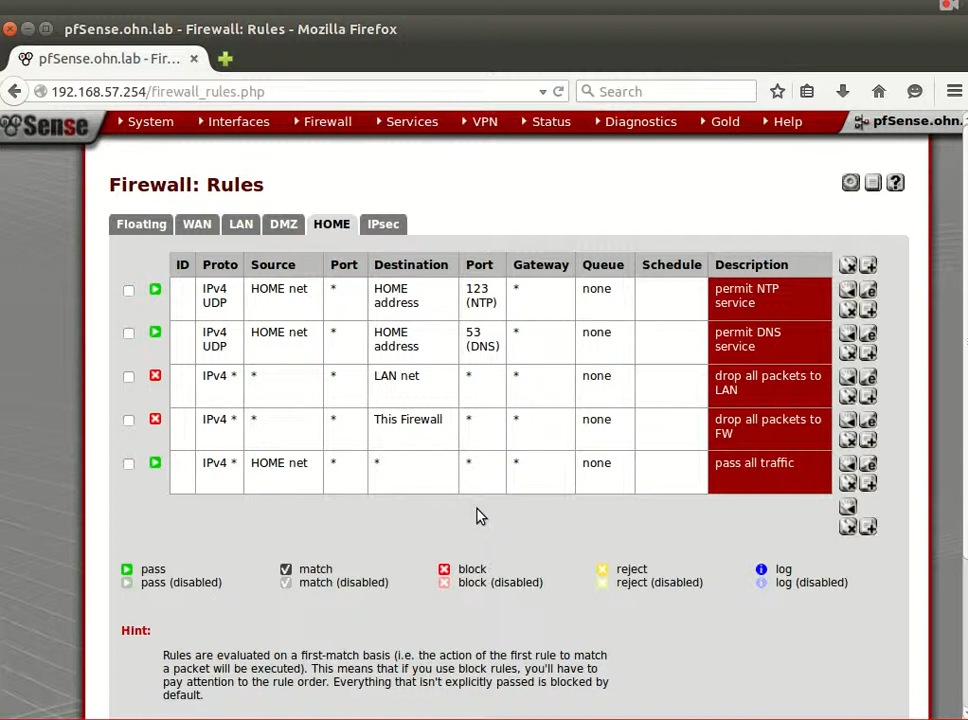 pfSense.ohn.lab - Firewall: Rules - Mozilla Firefox
pfSense.ohn.lab - Fir...
192.168.57.254/firewall_rules.php
Search
Sense
System Interfaces Firewall Services VPN Status Diagnostics Gold Help pfSense.ohn.
Firewall: Rules
Floating WAN LAN DMZ HOME IPsec
ID Proto Source Port Destination Port Gateway Queue Schedule Description
IPv4 UDP HOME net * HOME address 123 (NTP) * none permit NTP service
IPv4 UDP HOME net * HOME address 53 (DNS) * none permit DNS service
IPv4 * * * LAN net * * none drop all packets to LAN
IPv4 * * * This Firewall * * none drop all packets to FW
IPv4 * HOME net * * * * none pass all traffic
pass match block reject log
pass (disabled) match (disabled) block (disabled) reject (disabled) log (disabled)
Hint:
Rules are evaluated on a first-match basis (i.e. the action of the first rule to match
a packet will be executed). This means that if you use block rules, you'll have to
pay attention to the rule order. Everything that isn't explicitly passed is blocked by
default.